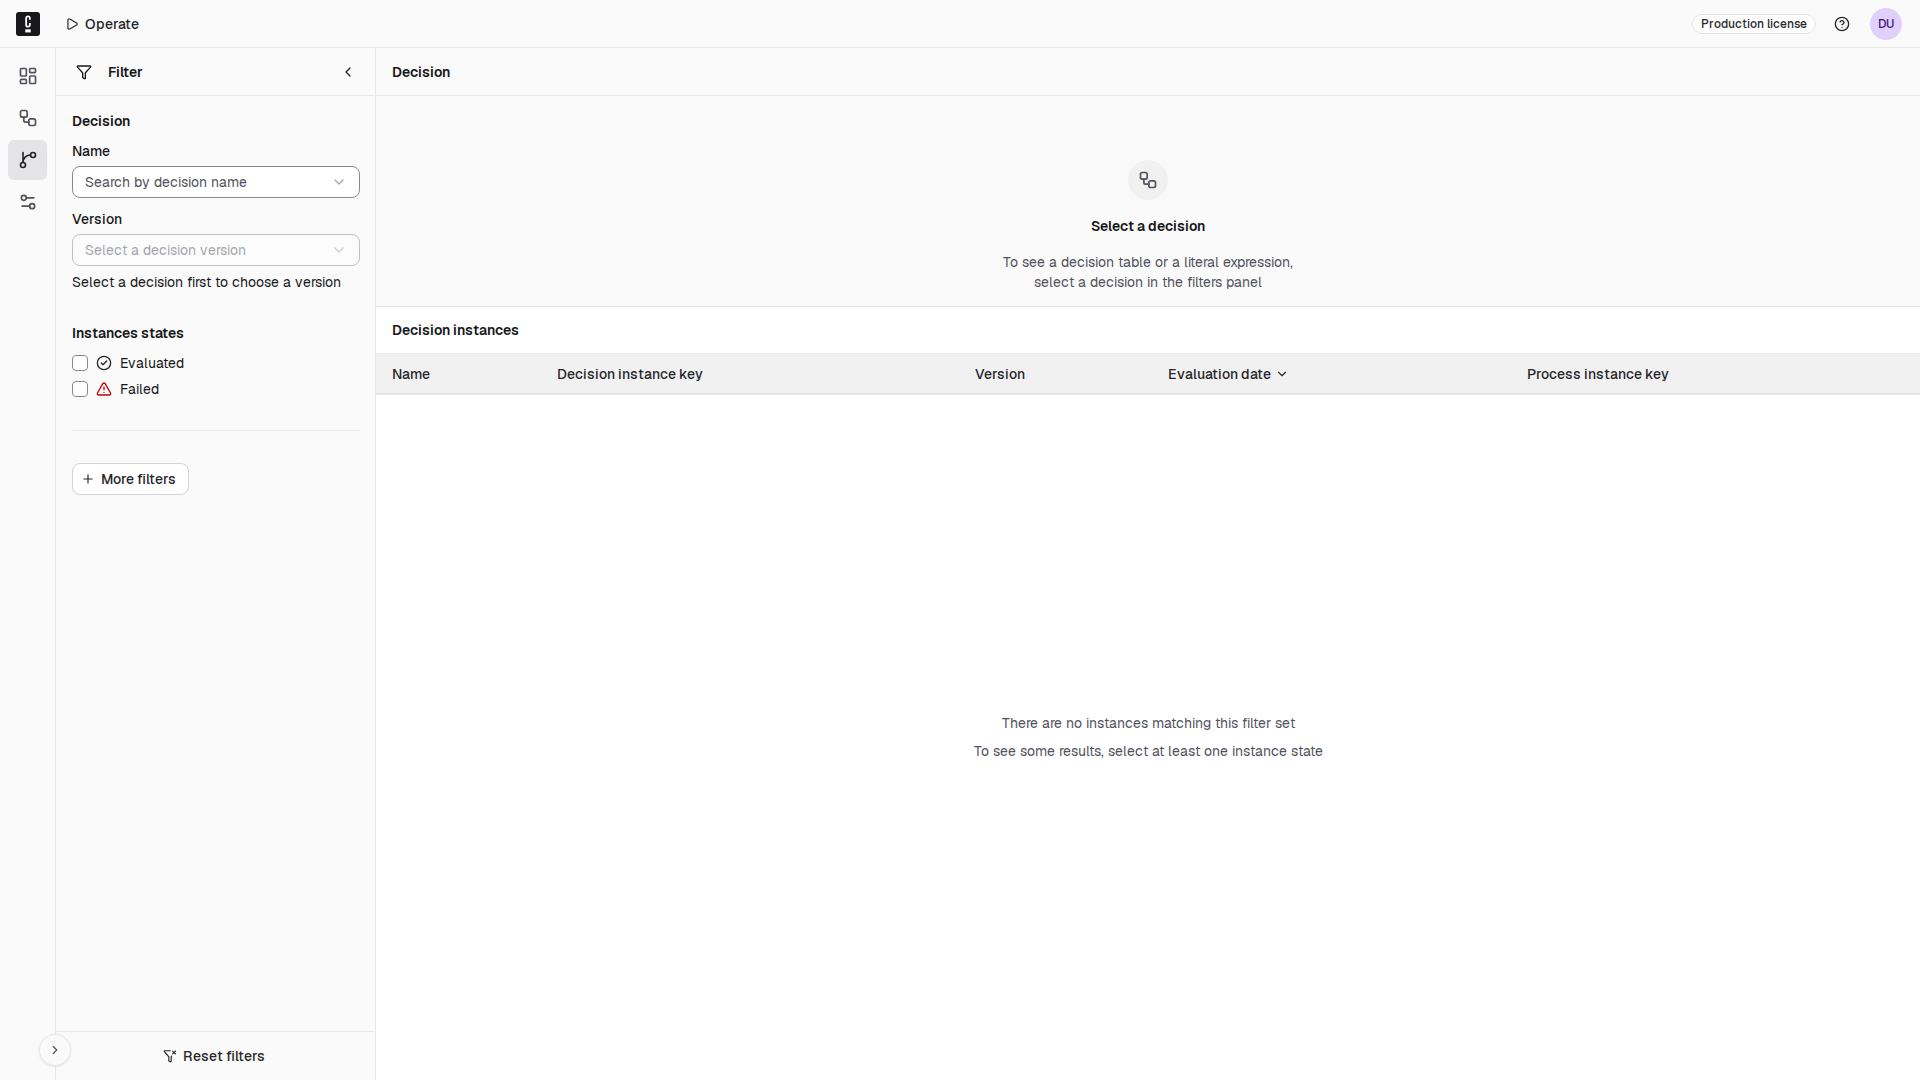 Operate
Production license
DU
Filter
Decision
Name
Search by decision name
Version
Select a decision version
Select a decision first to choose a version
Instances states
Evaluated
Failed
More filters
Reset filters
Decision
Select a decision
To see a decision table or a literal expression,
select a decision in the filters panel
Decision instances
Name Decision instance key Version Evaluation date Process instance key
There are no instances matching this filter set
To see some results, select at least one instance state